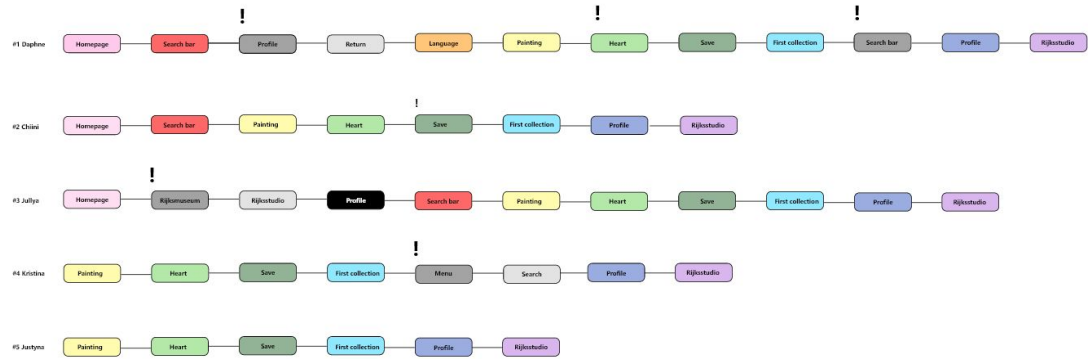 ! ! !
#1 Daphne Homepage Search bar Profile Return Language Painting Heart Save First collection Search bar Profile Rijksstudio
!
#2 Chiini Homepage Search bar Painting Heart Save First collection Profile Rijksstudio
!
#3 Jullya Homepage Rijksmuseum Rijksstudio Profile Search bar Painting Heart Save First collection Profile Rijksstudio
!
#4 Kristina Painting Heart Save First collection Menu Search Profile Rijksstudio
#5 Justyna Painting Heart Save First collection Profile Rijksstudio